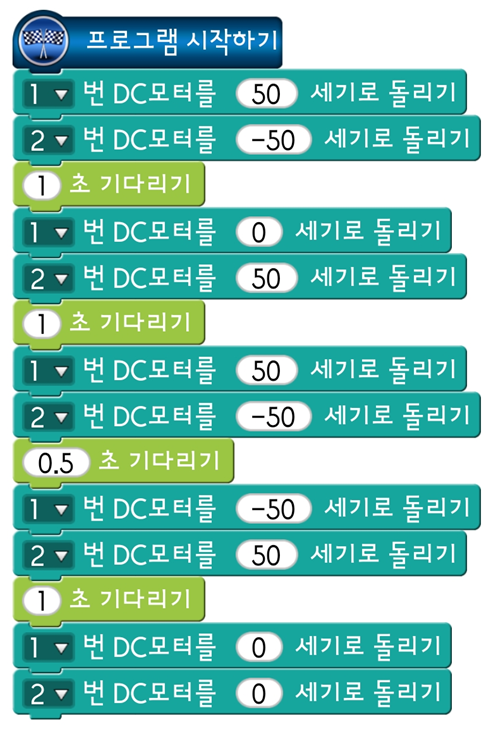 프로그램 시작하기
1 번 DC모터를 50 세기로 돌리기
2 번 DC모터를 -50 세기로 돌리기
1 초 기다리기
1 번 DC모터를 0 세기로 돌리기
2 번 DC모터를 50 세기로 돌리기
1 초 기다리기
1 번 DC모터를 50 세기로 돌리기
2 번 DC모터를 -50 세기로 돌리기
0.5 초 기다리기
1 번 DC모터를 -50 세기로 돌리기
2 번 DC모터를 50 세기로 돌리기
1 초 기다리기
1 번 DC모터를 0 세기로 돌리기
2 번 DC모터를 0 세기로 돌리기